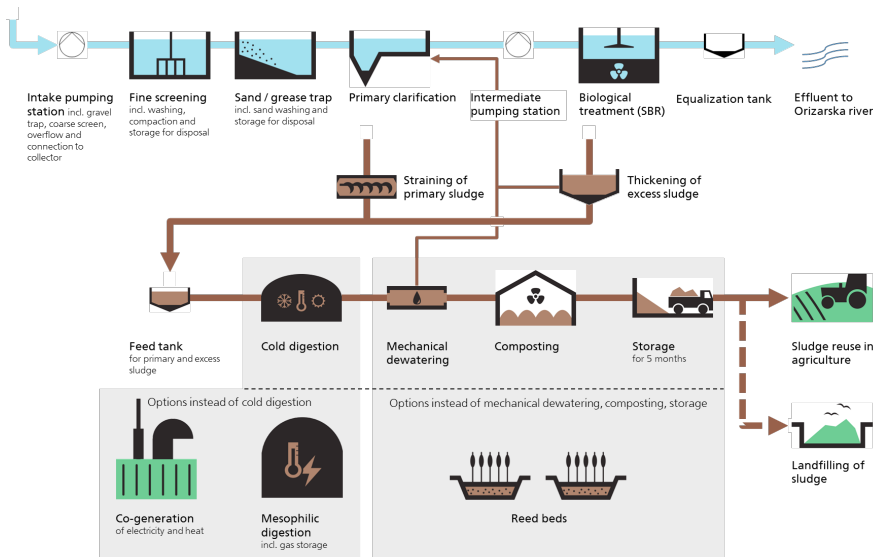 Intake pumping
station incl. gravel
trap, coarse screen,
overflow and
connection to
collector
Fine screening
incl. washing,
compaction and
storage for disposal
Sand / grease trap
incl. sand washing and
storage for disposal
Primary clarification
Intermediate
pumping station
Biological
treatment (SBR)
Equalization tank
Effluent to
Orizarska river
Straining of
primary sludge
Thickening of
excess sludge
Feed tank
for primary and excess
sludge
Cold digestion
Mechanical
dewatering
Composting
Storage
for 5 months
Sludge reuse in
agriculture
Options instead of cold digestion
Options instead of mechanical dewatering, composting, storage
Landfilling of
sludge
Co-generation
of electricity and heat
Mesophilic
digestion
incl. gas storage
Reed beds